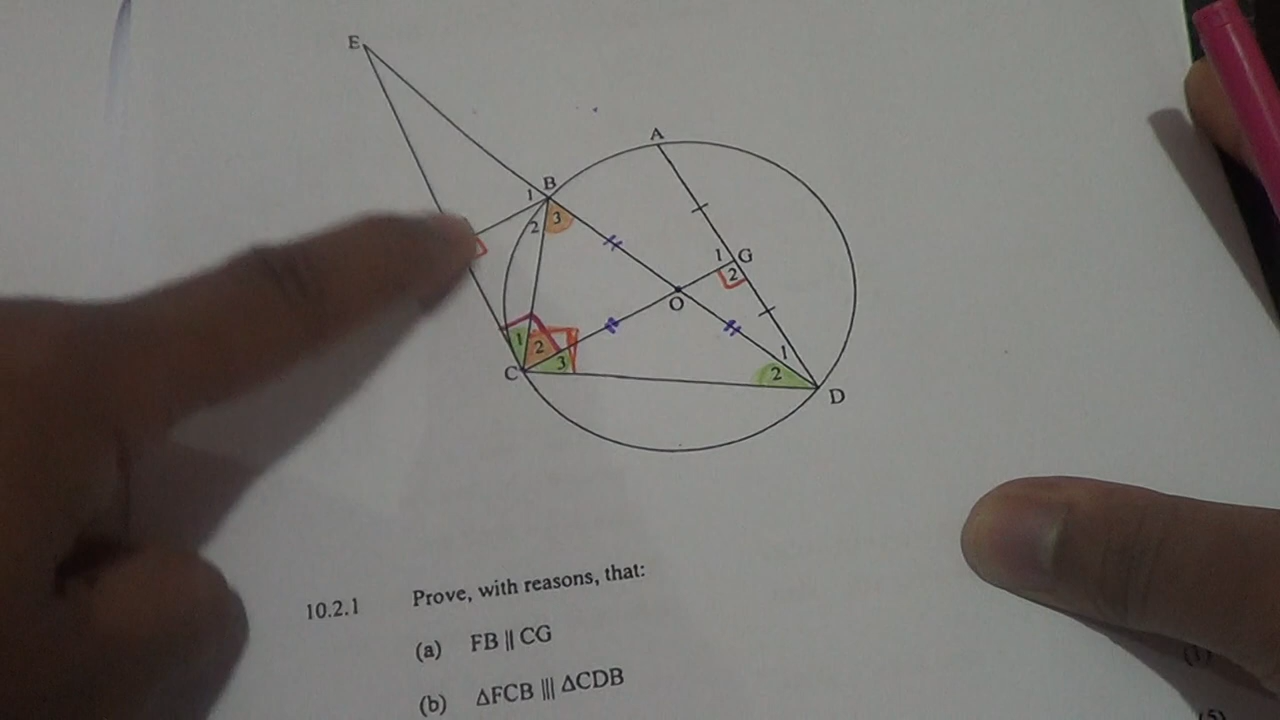 E
A
B
1
2
3
1
G
2
O
1
2
3
C
1
2
D
10.2.1 Prove, with reasons, that:
(a) FB || CG
(b) ΔFCB ||| ΔCDB